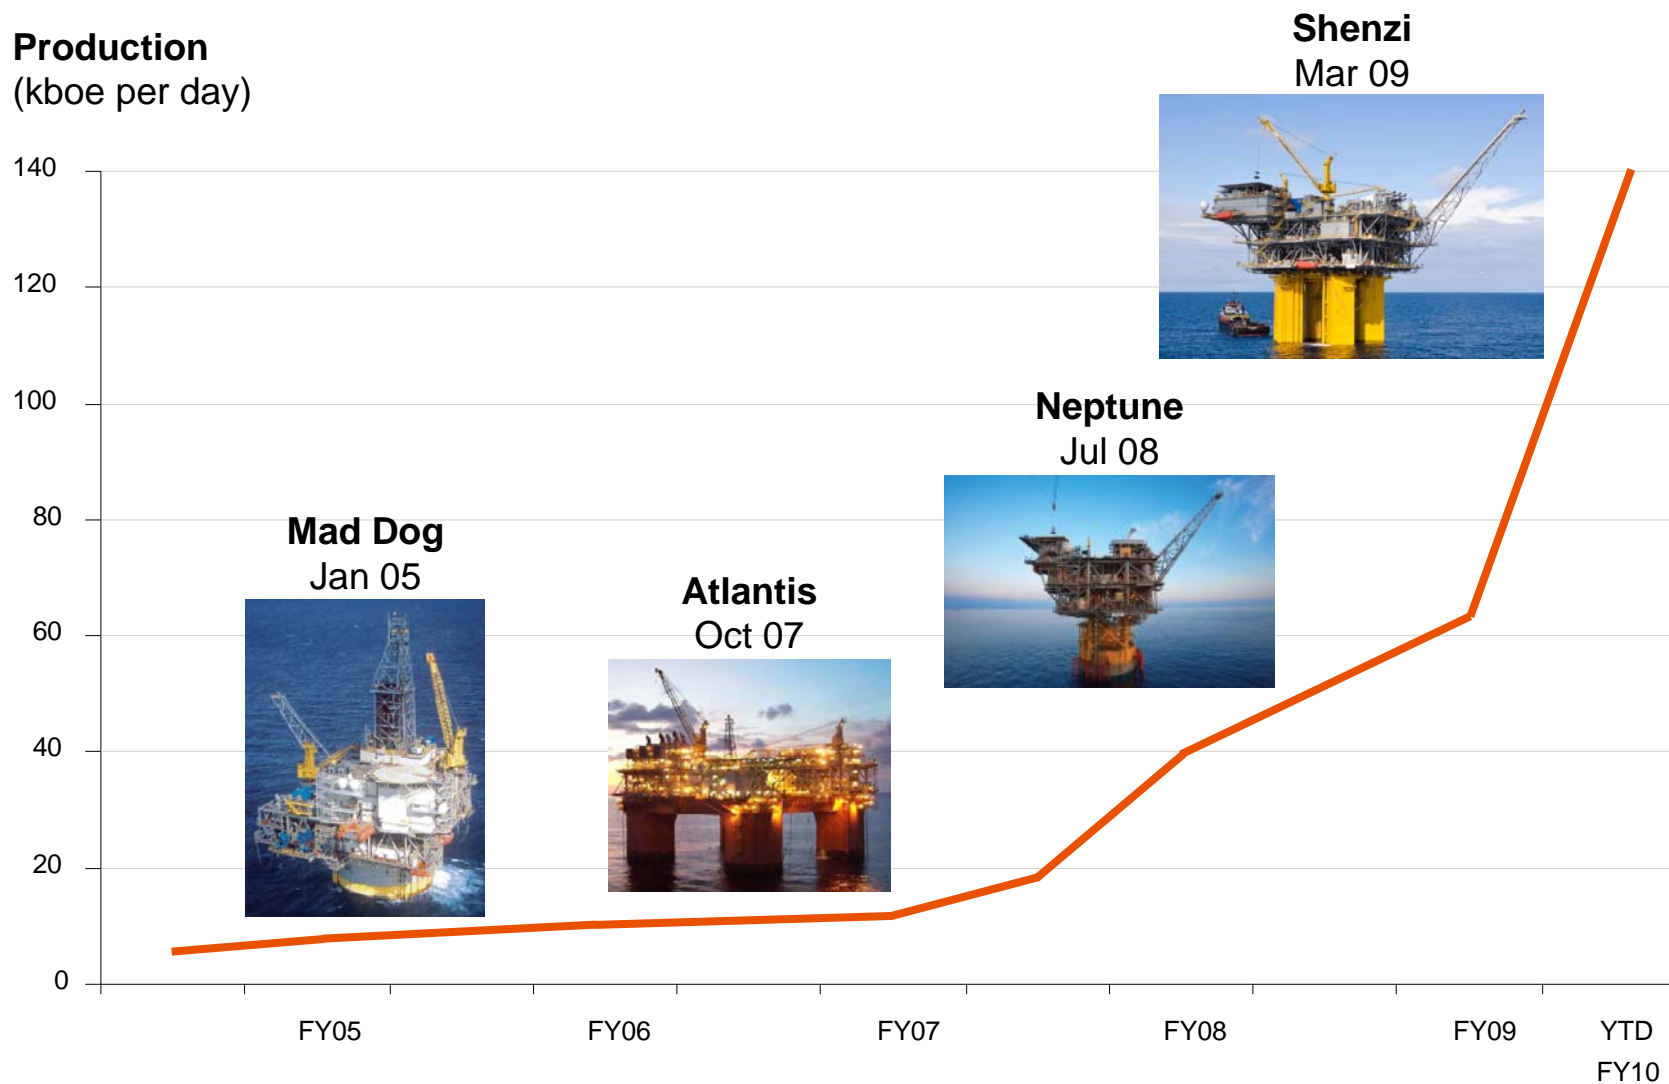 Production
(kboe per day)
Shenzi
Mar 09
140
120
100
Neptune
Jul 08
80
Mad Dog
Jan 05
Atlantis
Oct 07
60
40
20
0
FY05
FY06
FY07
FY08
FY09
YTD
FY10